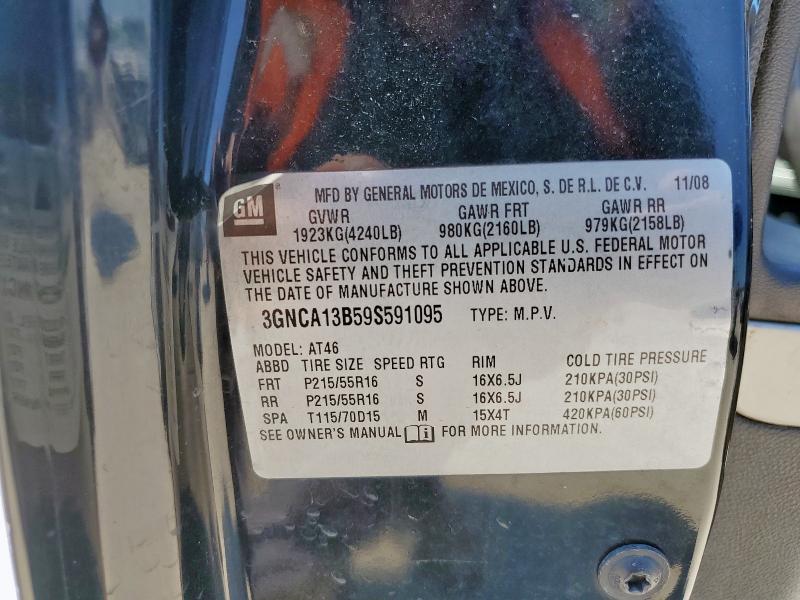 GM ®
MFD BY GENERAL MOTORS DE MEXICO, S. DE R.L. DE C.V. 11/08
GVWR GAWR FRT GAWR RR
1923KG(4240LB) 980KG(2160LB) 979KG(2158LB)
THIS VEHICLE CONFORMS TO ALL APPLICABLE U.S. FEDERAL MOTOR
VEHICLE SAFETY AND THEFT PREVENTION STANDARDS IN EFFECT ON
THE DATE OF MANUFACTURE SHOWN ABOVE.
3GNCA13B59S591095 TYPE: M.P.V.
MODEL: AT46
ABBD TIRE SIZE SPEED RTG RIM COLD TIRE PRESSURE
FRT P215/55R16 S 16X6.5J 210KPA(30PSI)
RR P215/55R16 S 16X6.5J 210KPA(30PSI)
SPA T115/70D15 M 15X4T 420KPA(60PSI)
SEE OWNER'S MANUAL FOR MORE INFORMATION.